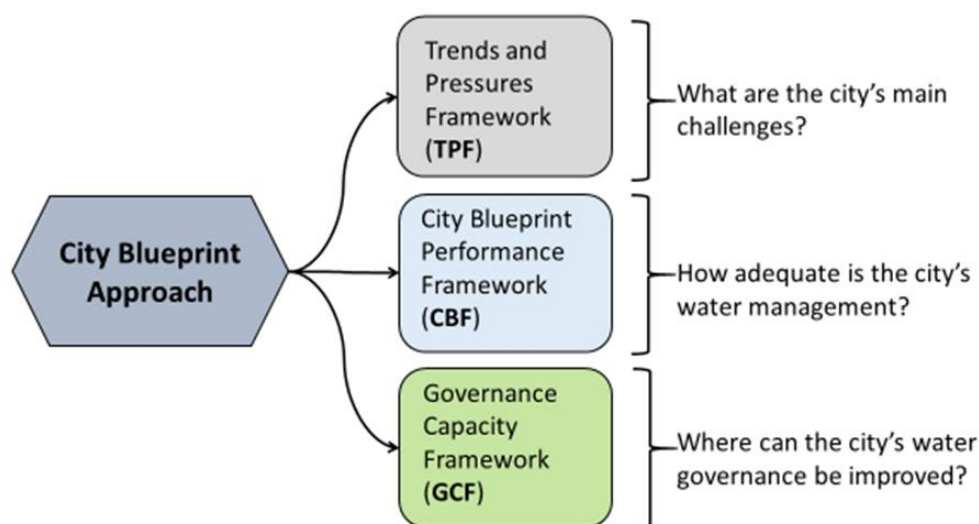 City Blueprint
Approach
Trends and
Pressures
Framework
(TPF)
What are the city's main
challenges?
City Blueprint
Performance
Framework
(CBF)
How adequate is the city's
water management?
Governance
Capacity
Framework
(GCF)
Where can the city's water
governance be improved?